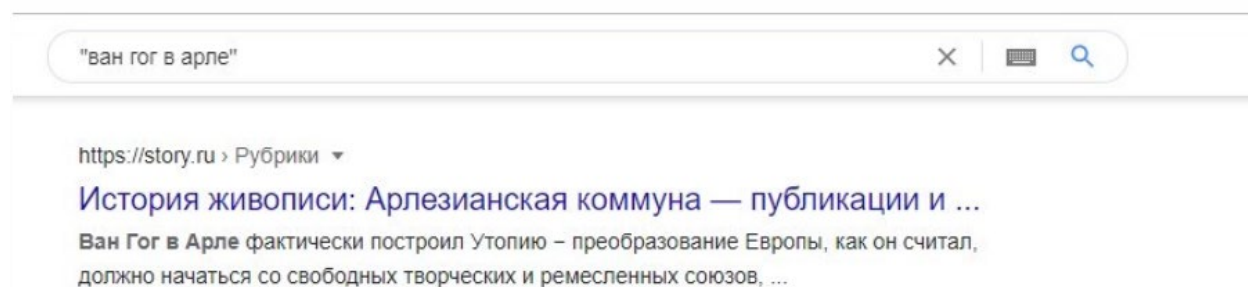 "ван гог в арле"
https://story.ru › Рубрики
История живописи: Арлезианская коммуна — публикации и ...
Ван Гог в Арле фактически построил Утопию – преобразование Европы, как он считал,
должно начаться со свободных творческих и ремесленных союзов, ...